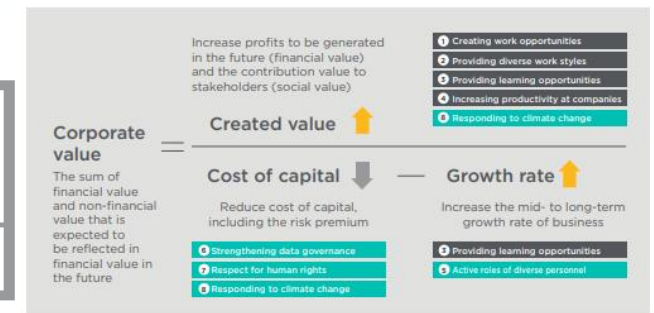 Increase profits to be generated
in the future (financial value)
and the contribution value to
stakeholders (social value)
Created value
1 Creating work opportunities
2 Providing diverse work styles
3 Providing learning opportunities
4 Increasing productivity at companies
8 Responding to climate change
Corporate
value
The sum of
financial value
and non-financial
value that is
expected to
be reflected in
financial value in
the future
=
Cost of capital
Reduce cost of capital,
including the risk premium
6 Strengthening data governance
7 Respect for human rights
8 Responding to climate change
—
Growth rate
Increase the mid- to long-term
growth rate of business
3 Providing learning opportunities
5 Active roles of diverse personnel